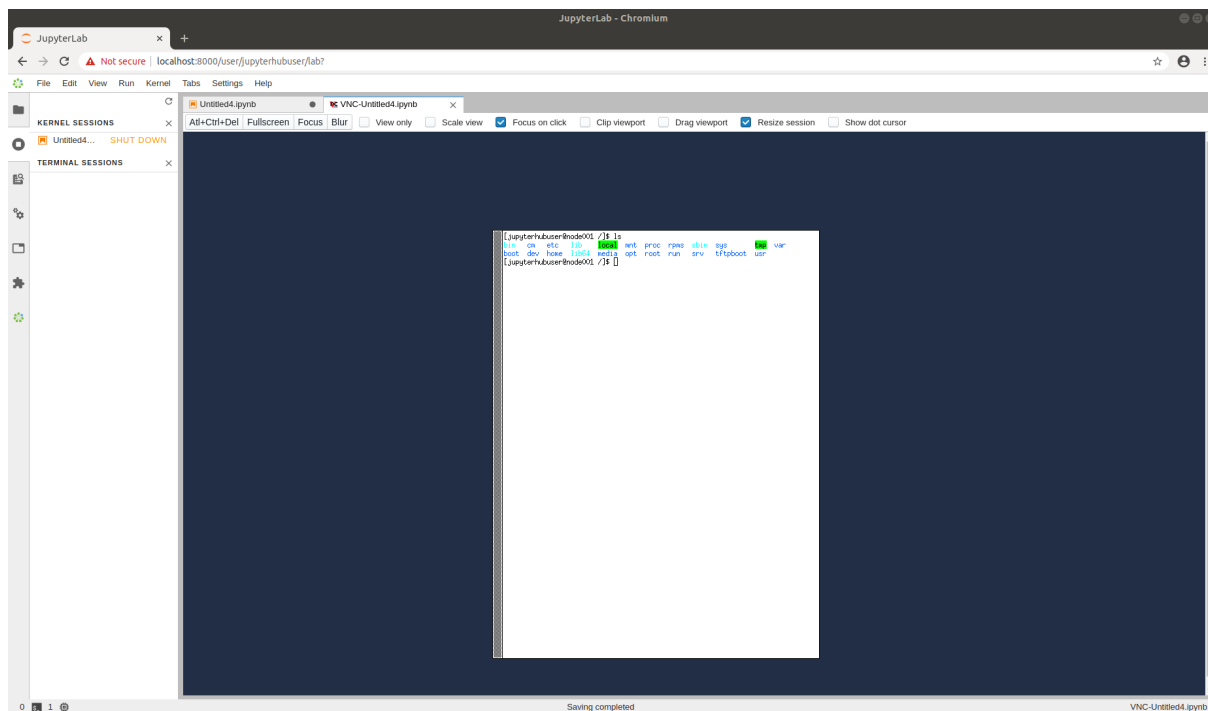 JupyterLab - Chromium
JupyterLab × +
Not secure | localhost:8000/user/jupyterhubuser/lab?
File Edit View Run Kernel Tabs Settings Help
Untitled4.ipynb ● VNC-Untitled4.ipynb ×
KERNEL SESSIONS ×
Atl+Ctrl+Del Fullscreen Focus Blur View only Scale view Focus on click Clip viewport Drag viewport Resize session Show dot cursor
Untitled4... SHUT DOWN
TERMINAL SESSIONS ×
[jupyterhubuser@node001 /]$ ls
bin cm etc lib local mnt proc rpms sbin sys tmp var
boot dev home lib64 media opt root run srv tftpboot usr
[jupyterhubuser@node001 /]$
0 1 Saving completed VNC-Untitled4.ipynb